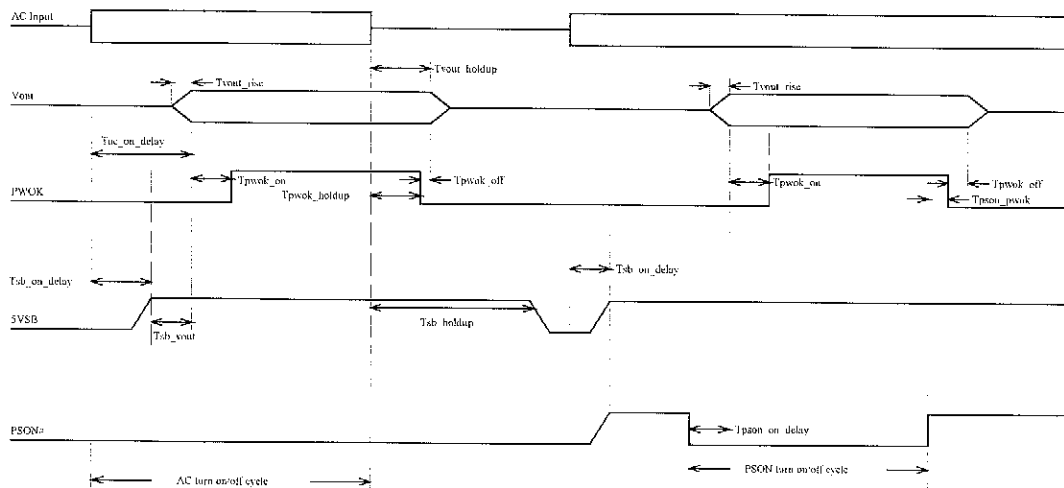 AC Input
Tvout_holdup
Tvout_rise
Tvout_rise
Vout
Tac_on_delay
Tpwok_on
Tpwok_off
Tpwok_on
Tpwok_off
PWOK
Tpwok_holdup
Tpson_pwok
Tsb_on_delay
Tsb_on_delay
5VSB
Tsb_vout
Tsb_holdup
PSON#
Tpson_on_delay
AC turn on/off cycle
PSON turn on/off cycle